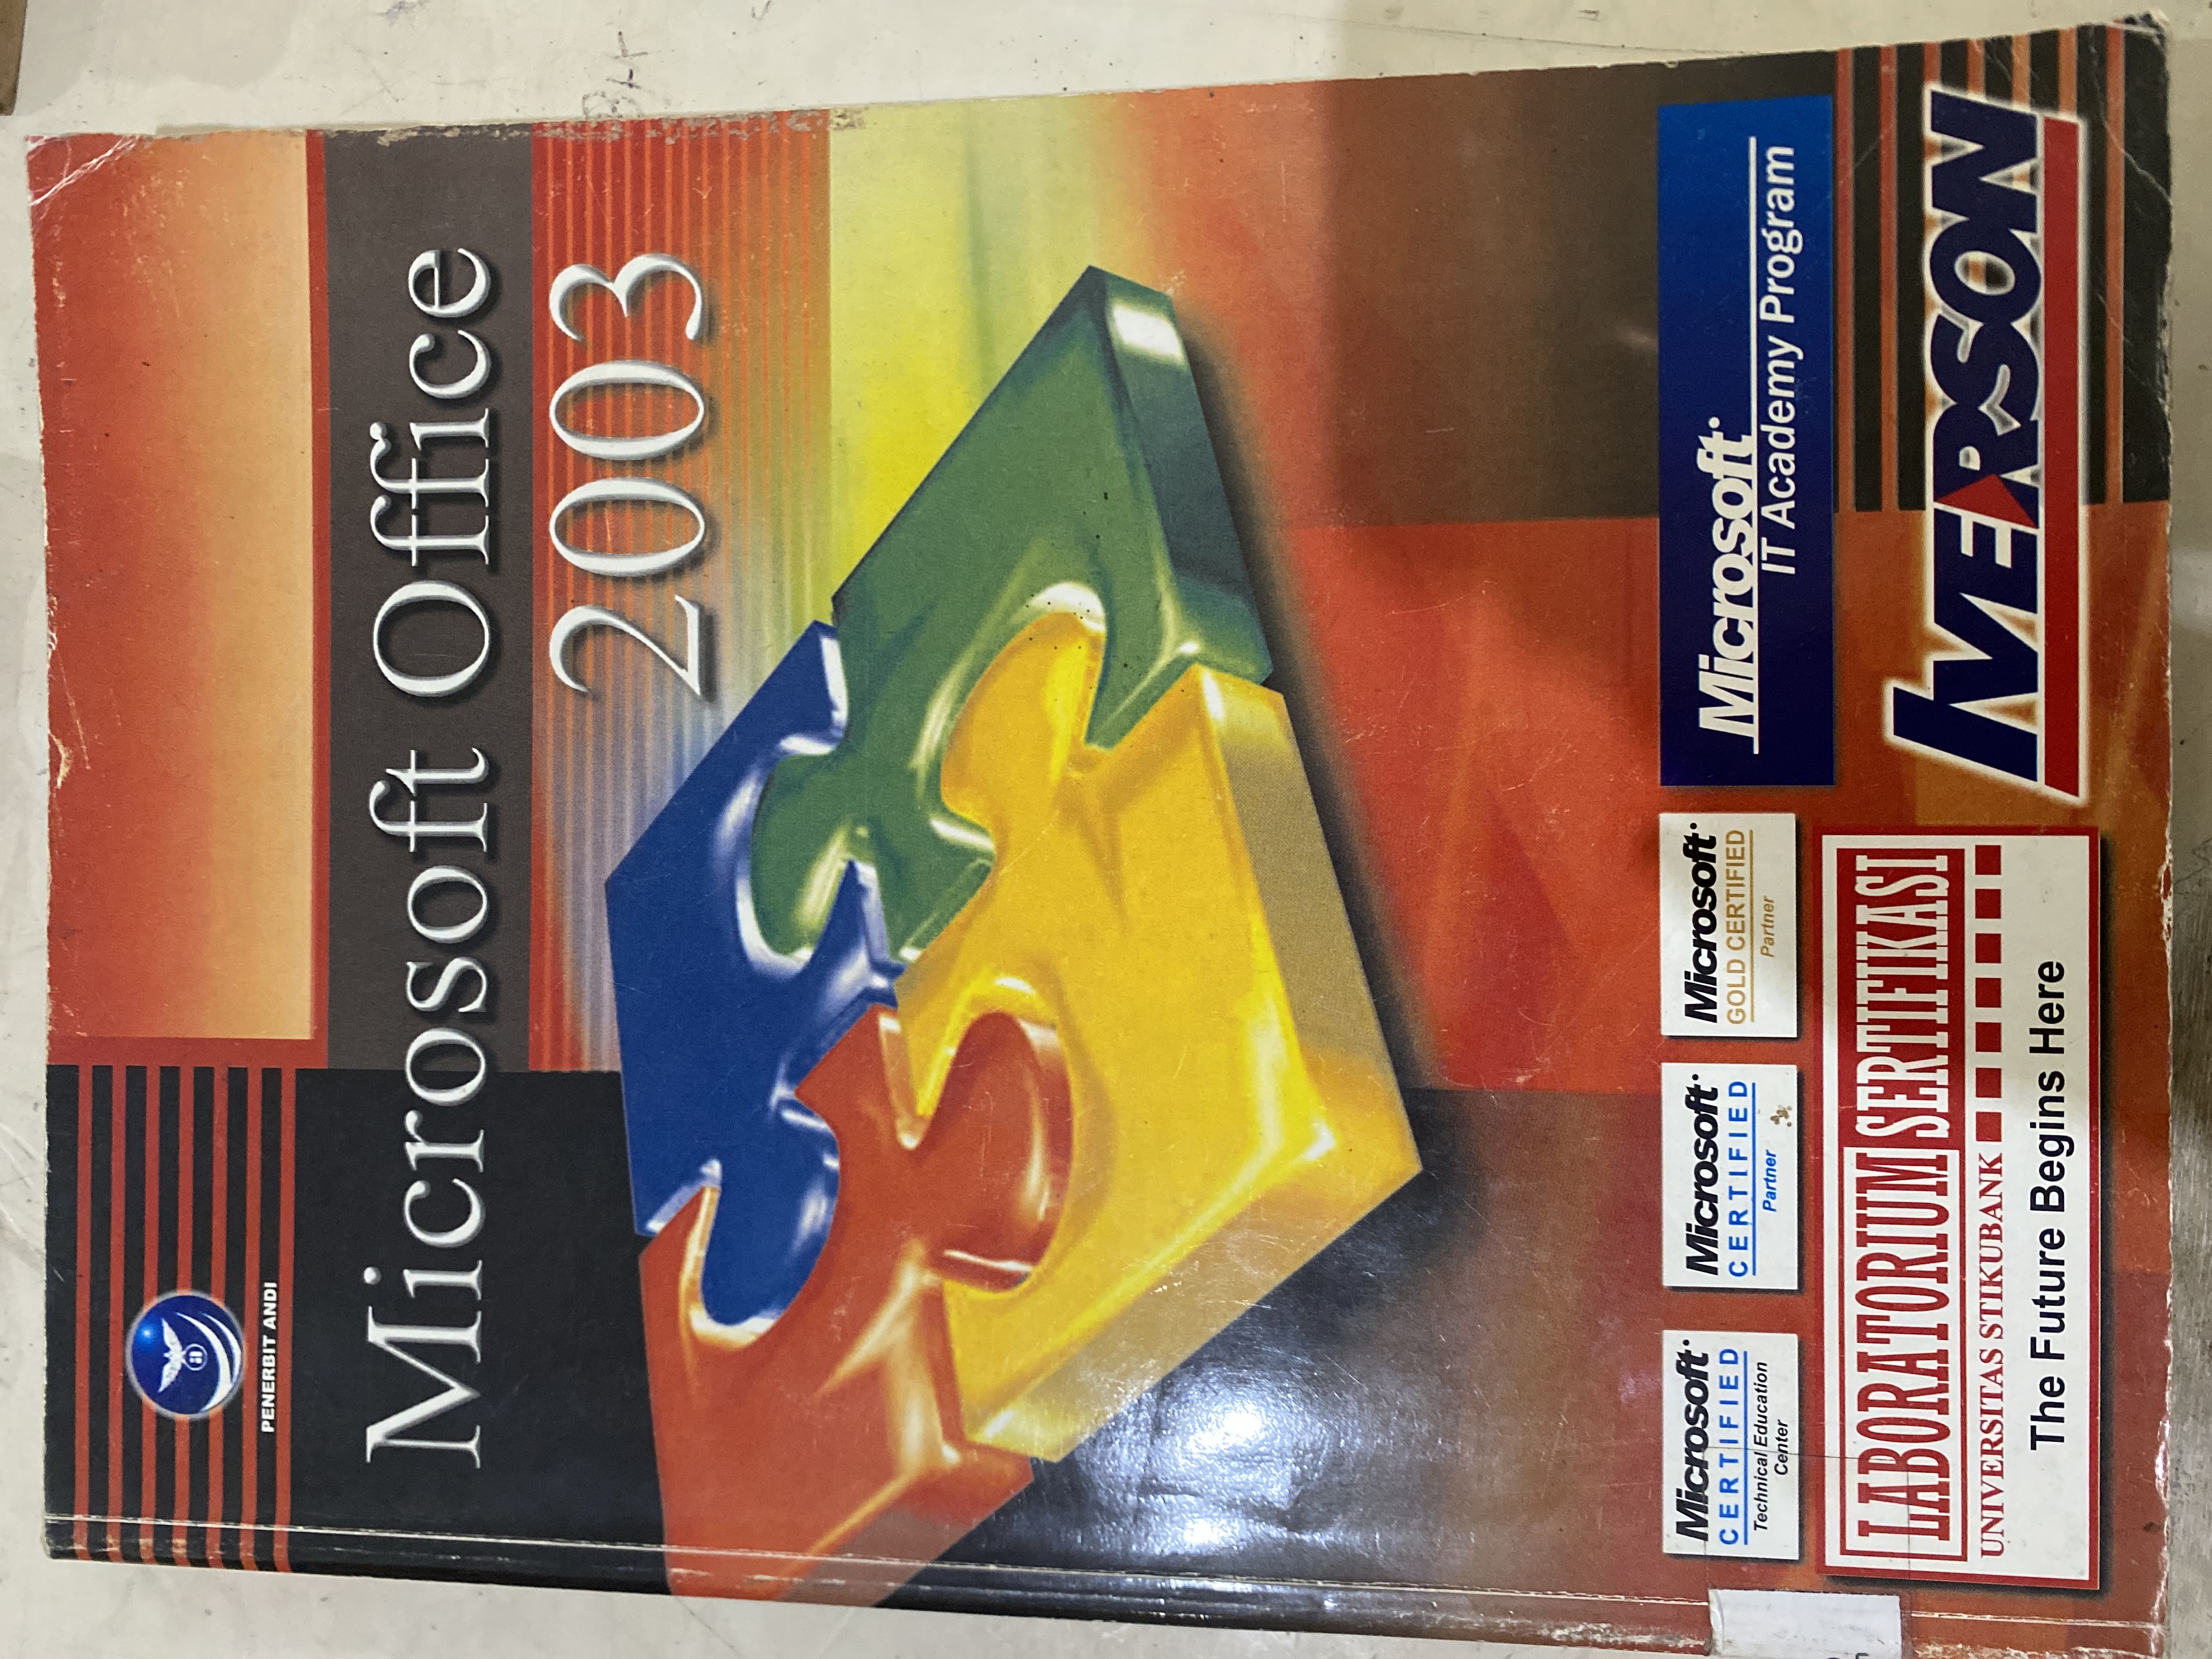 PENERBIT ANDI
Microsoft Office
2003
Microsoft
CERTIFIED
Technical Education
Center
Microsoft
CERTIFIED
Partner
Microsoft
GOLD CERTIFIED
Partner
Microsoft
IT Academy Program
LABORATORIUM SERTIFIKASI
UNIVERSITAS STIKUBANK
The Future Begins Here
IVERSON